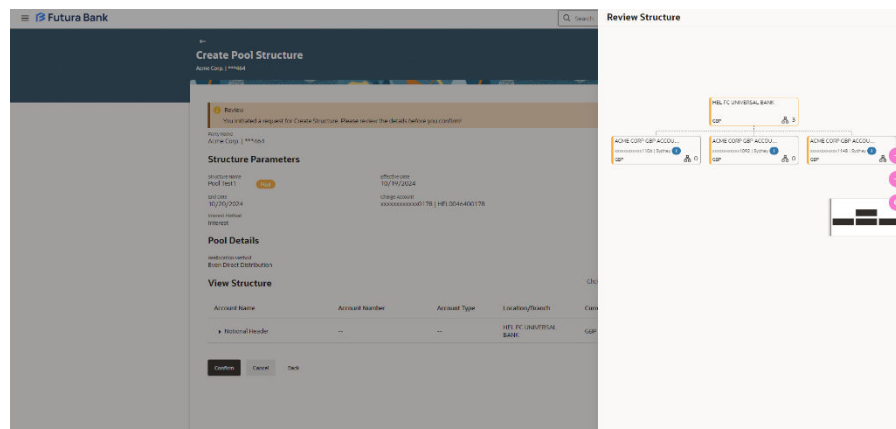 Futura Bank
Search
Review Structure
←
Create Pool Structure
Acme Corp. | ***464
Review
You initiated a request for Create Structure. Please review the details before you confirm!
Party Name
Acme Corp. | ***464
Structure Parameters
Structure Name
Pool Test1 Pool
Effective Date
10/19/2024
End Date
10/20/2024
Charge Account
xxxxxxxxxxxx0178 | HEL0046400178
Interest Method
Interest
Pool Details
Reallocation Method
Even Direct Distribution
View Structure
Account Name Account Number Account Type Location/Branch
Notional Header -- -- HEL FC UNIVERSAL BANK GBP
Confirm Cancel Back
HEL FC UNIVERSAL BANK
GBP 3
ACME CORP GBP ACCOU...
GBP 0
ACME CORP GBP ACCOU...
GBP 0
ACME CORP GBP ACCOU...
GBP 0